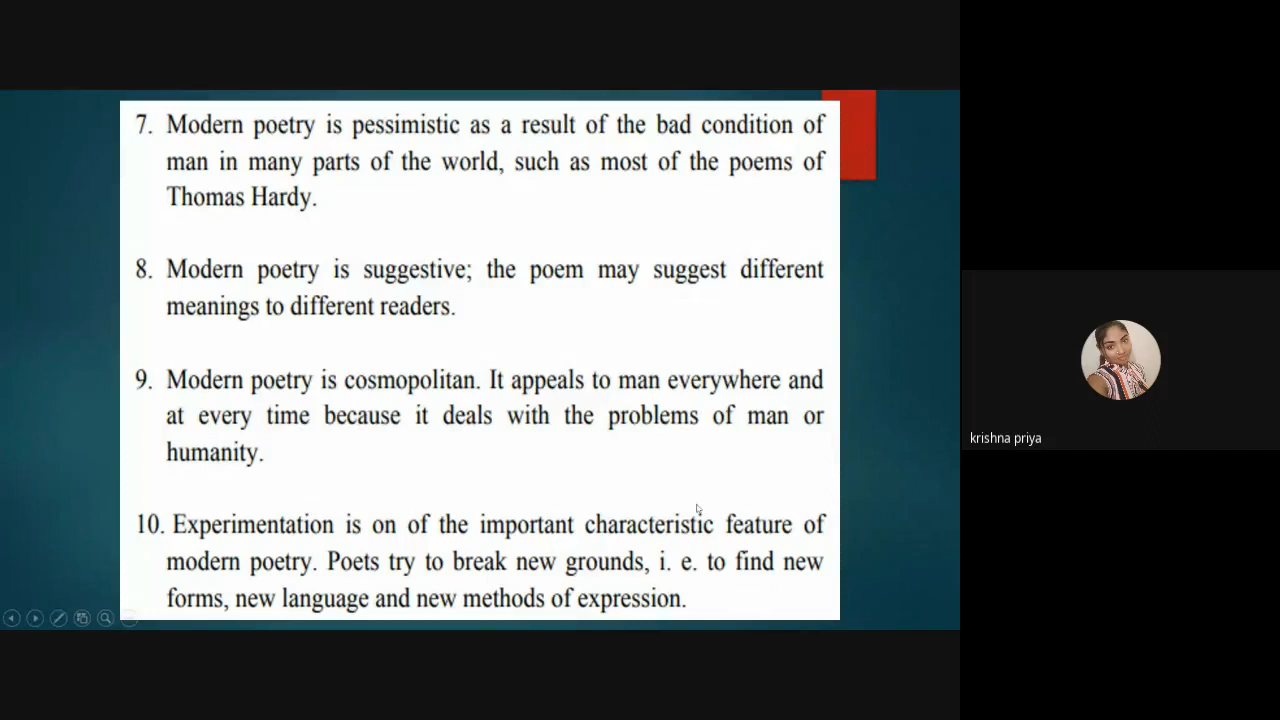 7. Modern poetry is pessimistic as a result of the bad condition of
man in many parts of the world, such as most of the poems of
Thomas Hardy.
8. Modern poetry is suggestive; the poem may suggest different
meanings to different readers.
9. Modern poetry is cosmopolitan. It appeals to man everywhere and
at every time because it deals with the problems of man or
humanity.
10. Experimentation is on of the important characteristic feature of
modern poetry. Poets try to break new grounds, i. e. to find new
forms, new language and new methods of expression.
krishna priya